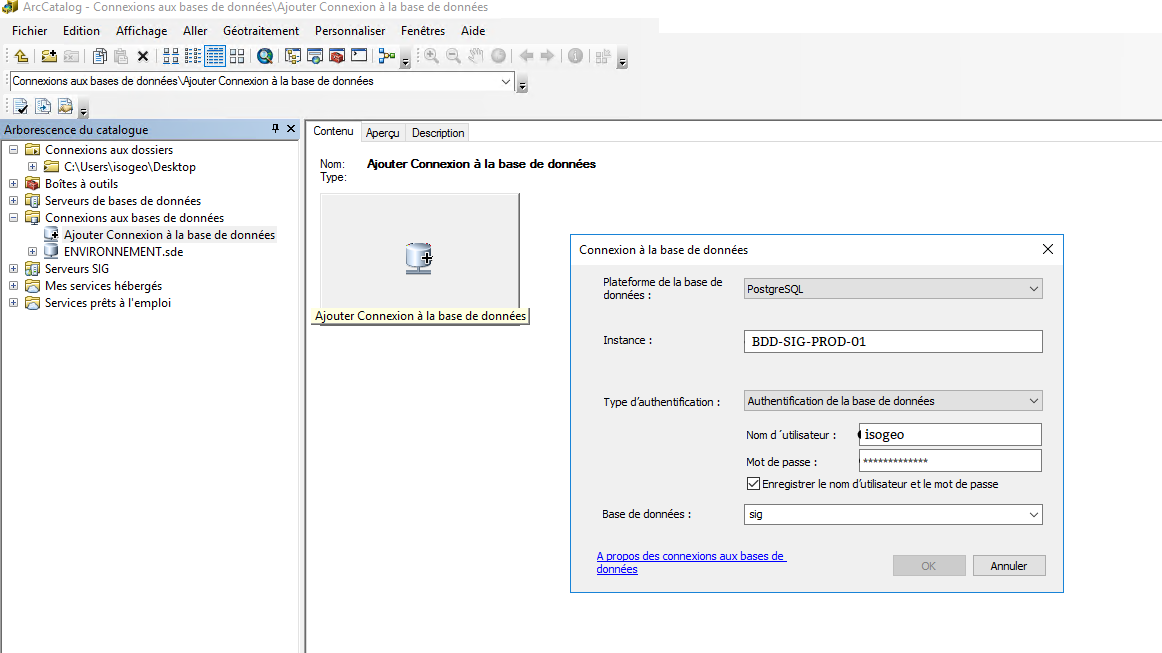 ArcCatalog - Connexions aux bases de données\Ajouter Connexion à la base de données
Fichier Edition Affichage Aller Géotraitement Personnaliser Fenêtres Aide
Connexions aux bases de données\Ajouter Connexion à la base de données
Arborescence du catalogue
Connexions aux dossiers
C:\Users\isogeo\Desktop
Boîtes à outils
Serveurs de bases de données
Connexions aux bases de données
Ajouter Connexion à la base de données
ENVIRONNEMENT.sde
Serveurs SIG
Mes services hébergés
Services prêts à l'emploi
Contenu Aperçu Description
Nom: Ajouter Connexion à la base de données
Type:
Ajouter Connexion à la base de données
Connexion à la base de données
Plateforme de la base de
données :
PostgreSQL
Instance : BDD-SIG-PROD-01
Type d'authentification : Authentification de la base de données
Nom d´utilisateur : isogeo
Mot de passe : *************
Enregistrer le nom d'utilisateur et le mot de passe
Base de données : sig
A propos des connexions aux bases de
données
OK Annuler